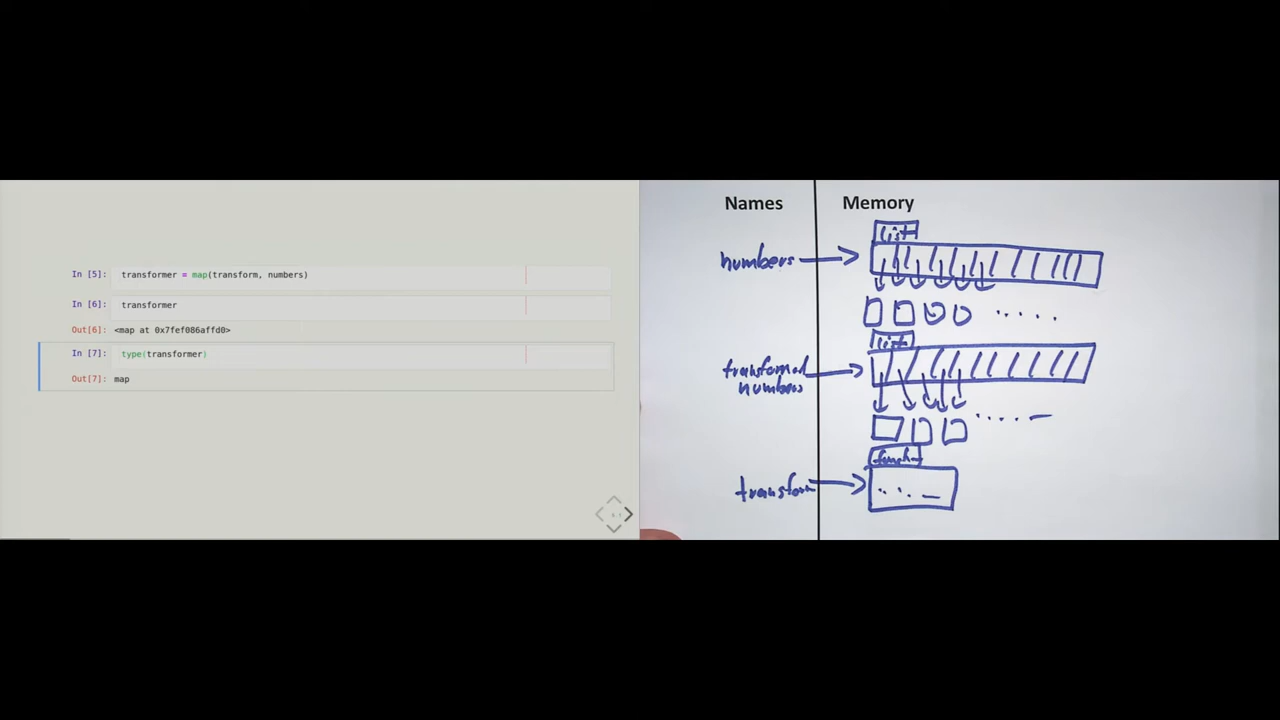 In [5]: transformer = map(transform, numbers)
In [6]: transformer
Out[6]: <map at 0x7fef086affd0>
In [7]: type(transformer)
Out[7]: map
Names Memory
list
numbers
list
transformed
numbers
transform